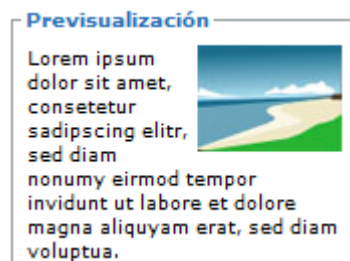 Previsualización
Lorem ipsum
dolor sit amet,
consetetur
sadipscing elitr,
sed diam
nonumy eirmod tempor
invidunt ut labore et dolore
magna aliquyam erat, sed diam
voluptua.